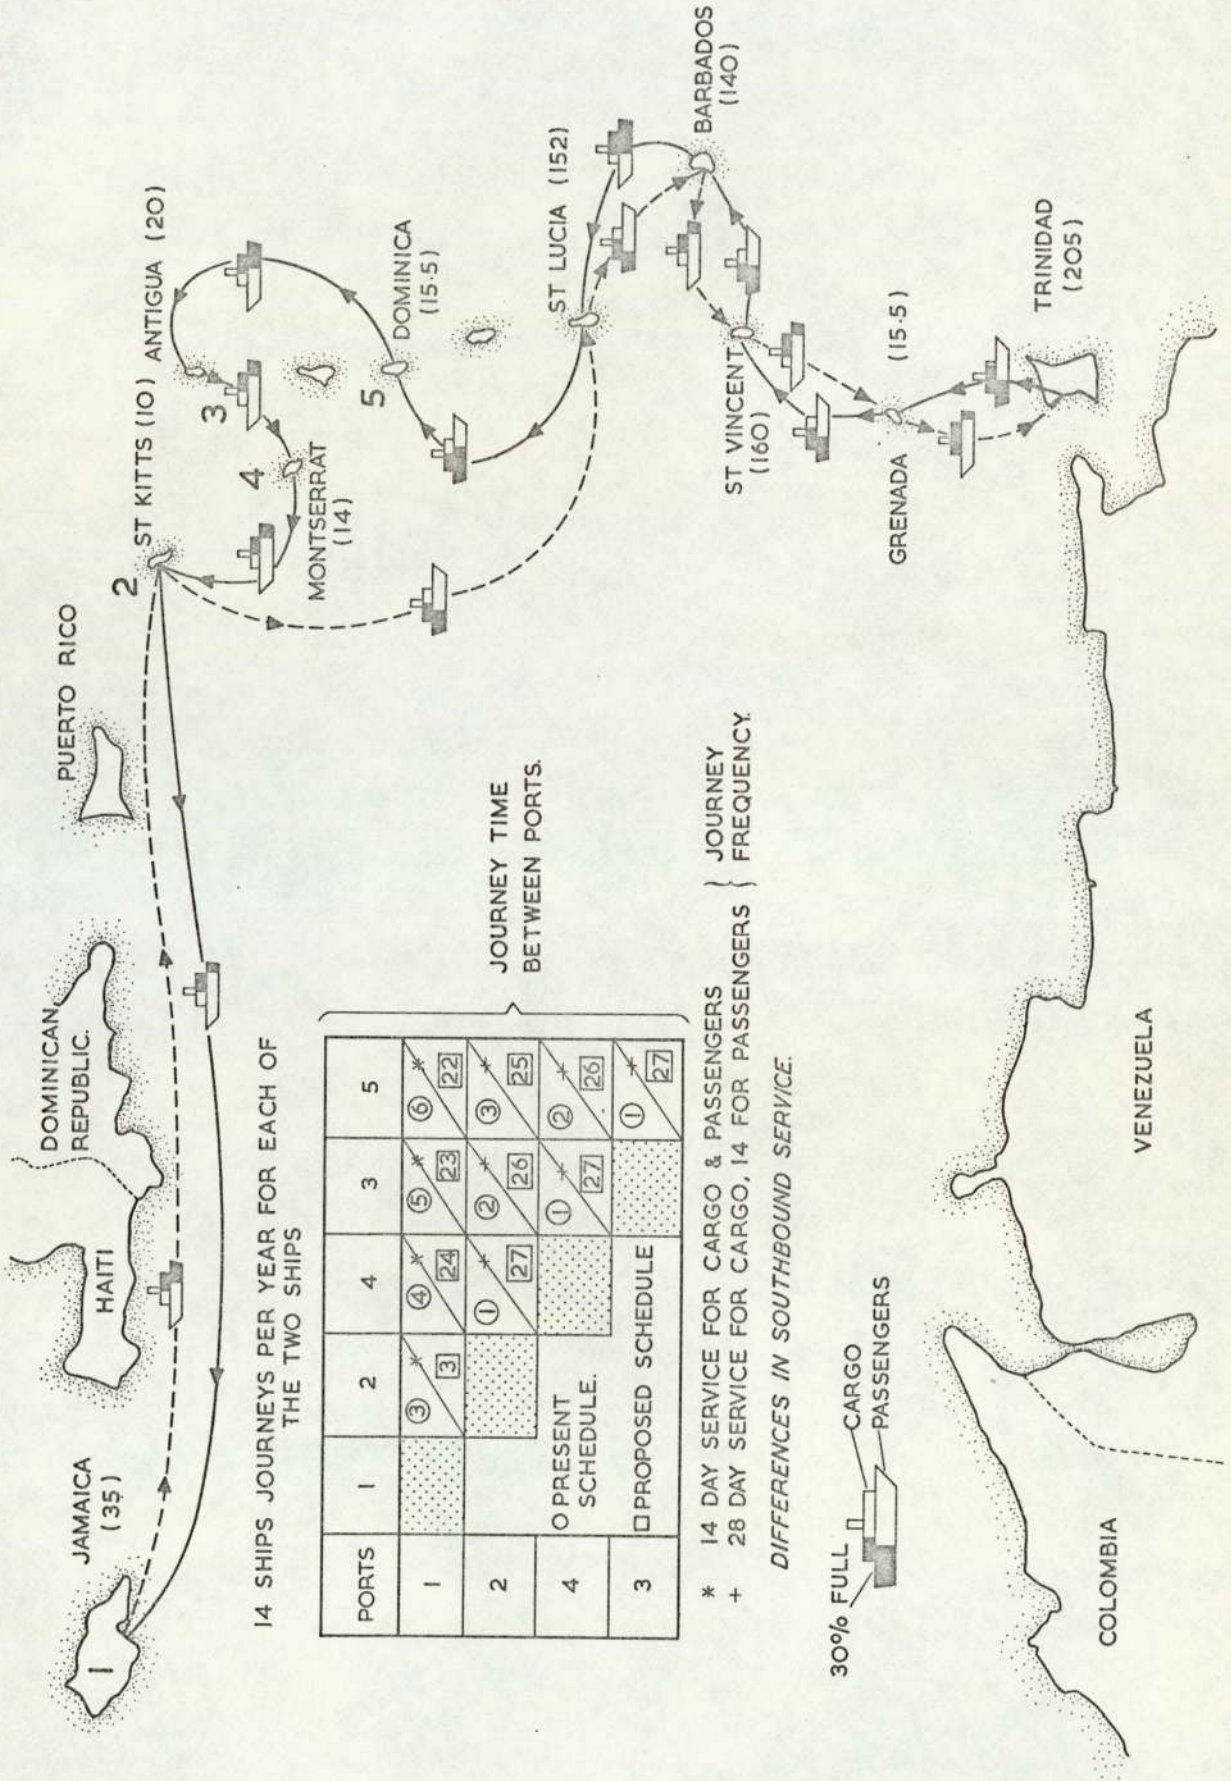 JAMAICA
(35)
1
HAITI
DOMINICAN
REPUBLIC.
PUERTO RICO
2
ST KITTS (10)
ANTIGUA (20)
3
4
MONTSERRAT
(14)
5
DOMINICA
(15·5)
ST LUCIA (152)
BARBADOS
(140)
ST VINCENT
(160)
GRENADA
(15·5)
TRINIDAD
(205)
14 SHIPS JOURNEYS PER YEAR FOR EACH OF
THE TWO SHIPS
PORTS 1 2 4 3 5
1 3 * 3 4 * 24 5 * 23 6 * 22
2 1 + 27 2 + 26 3 + 25
4 1 + 27 2 + 26
3 1 + 27
O PRESENT
SCHEDULE.
□ PROPOSED SCHEDULE
JOURNEY TIME
BETWEEN PORTS.
* 14 DAY SERVICE FOR CARGO & PASSENGERS
+ 28 DAY SERVICE FOR CARGO, 14 FOR PASSENGERS
} JOURNEY
FREQUENCY.
DIFFERENCES IN SOUTHBOUND SERVICE.
30% FULL
CARGO
PASSENGERS
COLOMBIA
VENEZUELA